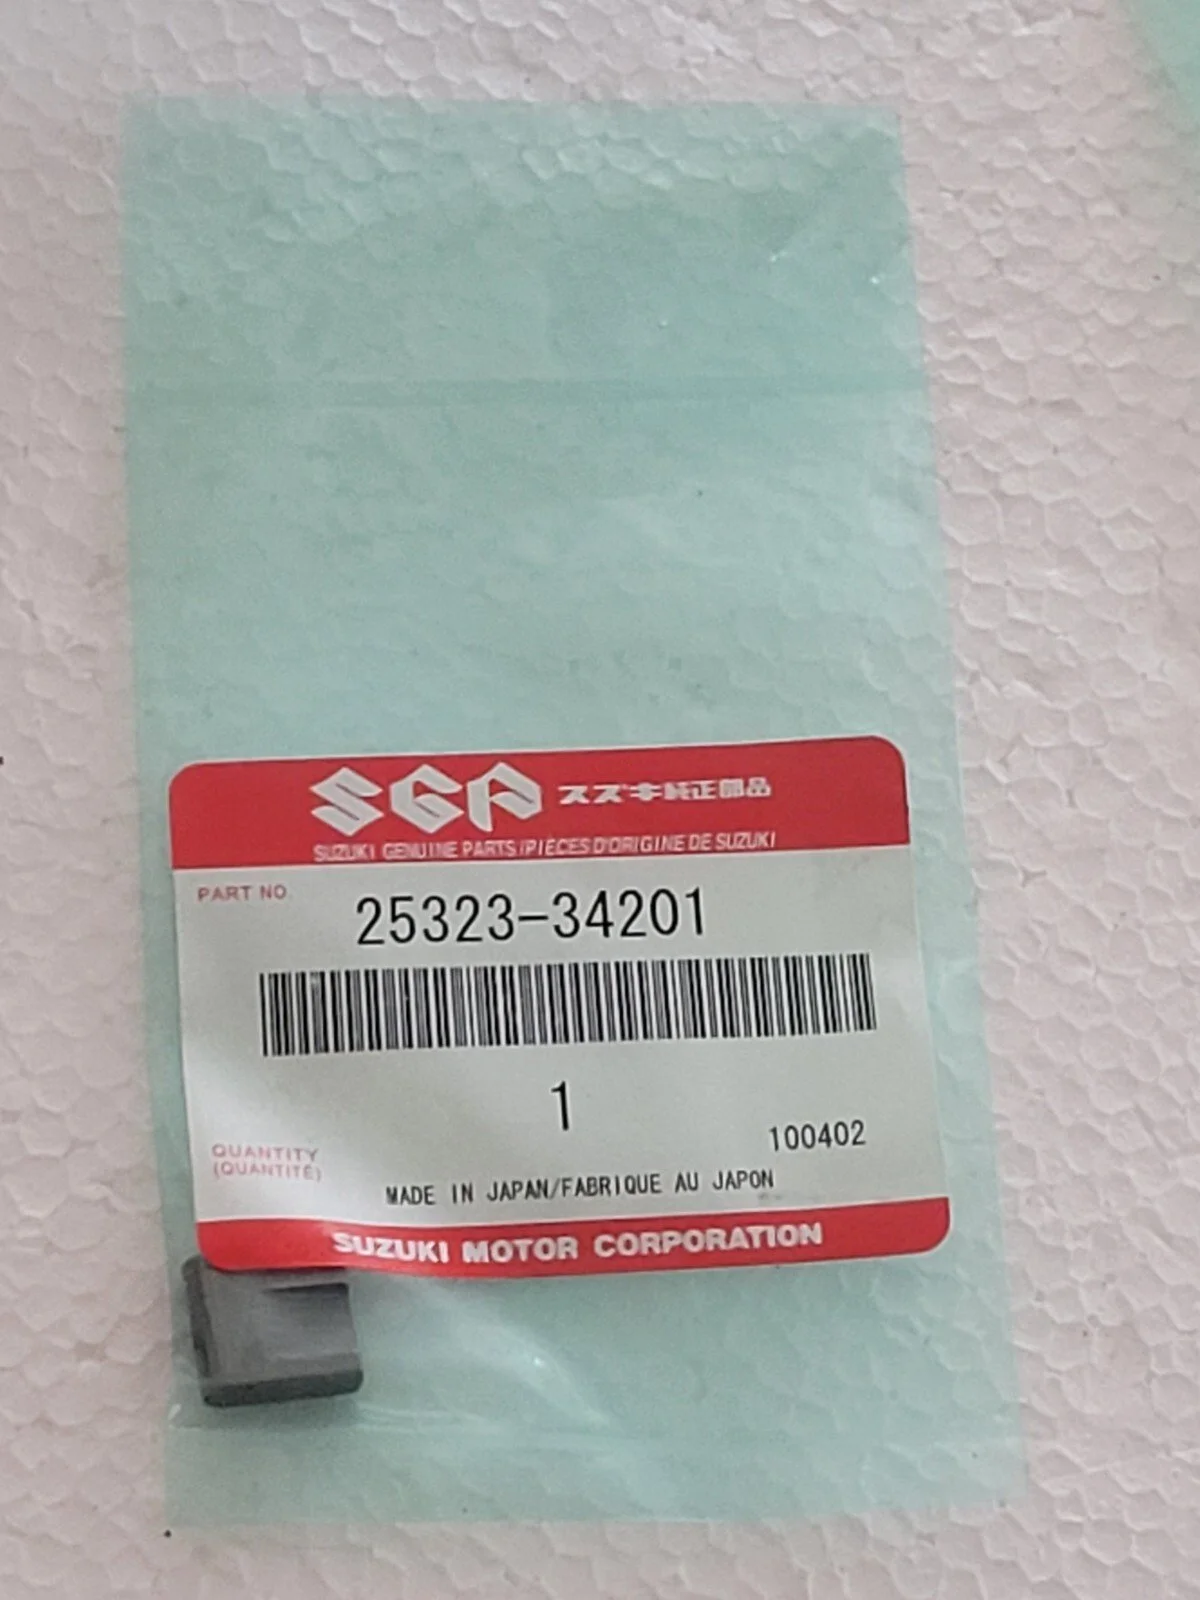 SGP スズキ純正部品
SUZUKI GENUINE PARTS/PIÈCES D'ORIGINE DE SUZUKI
PART NO.
25323-34201
1
100402
QUANTITY
(QUANTITÉ)
MADE IN JAPAN/FABRIQUE AU JAPON
SUZUKI MOTOR CORPORATION